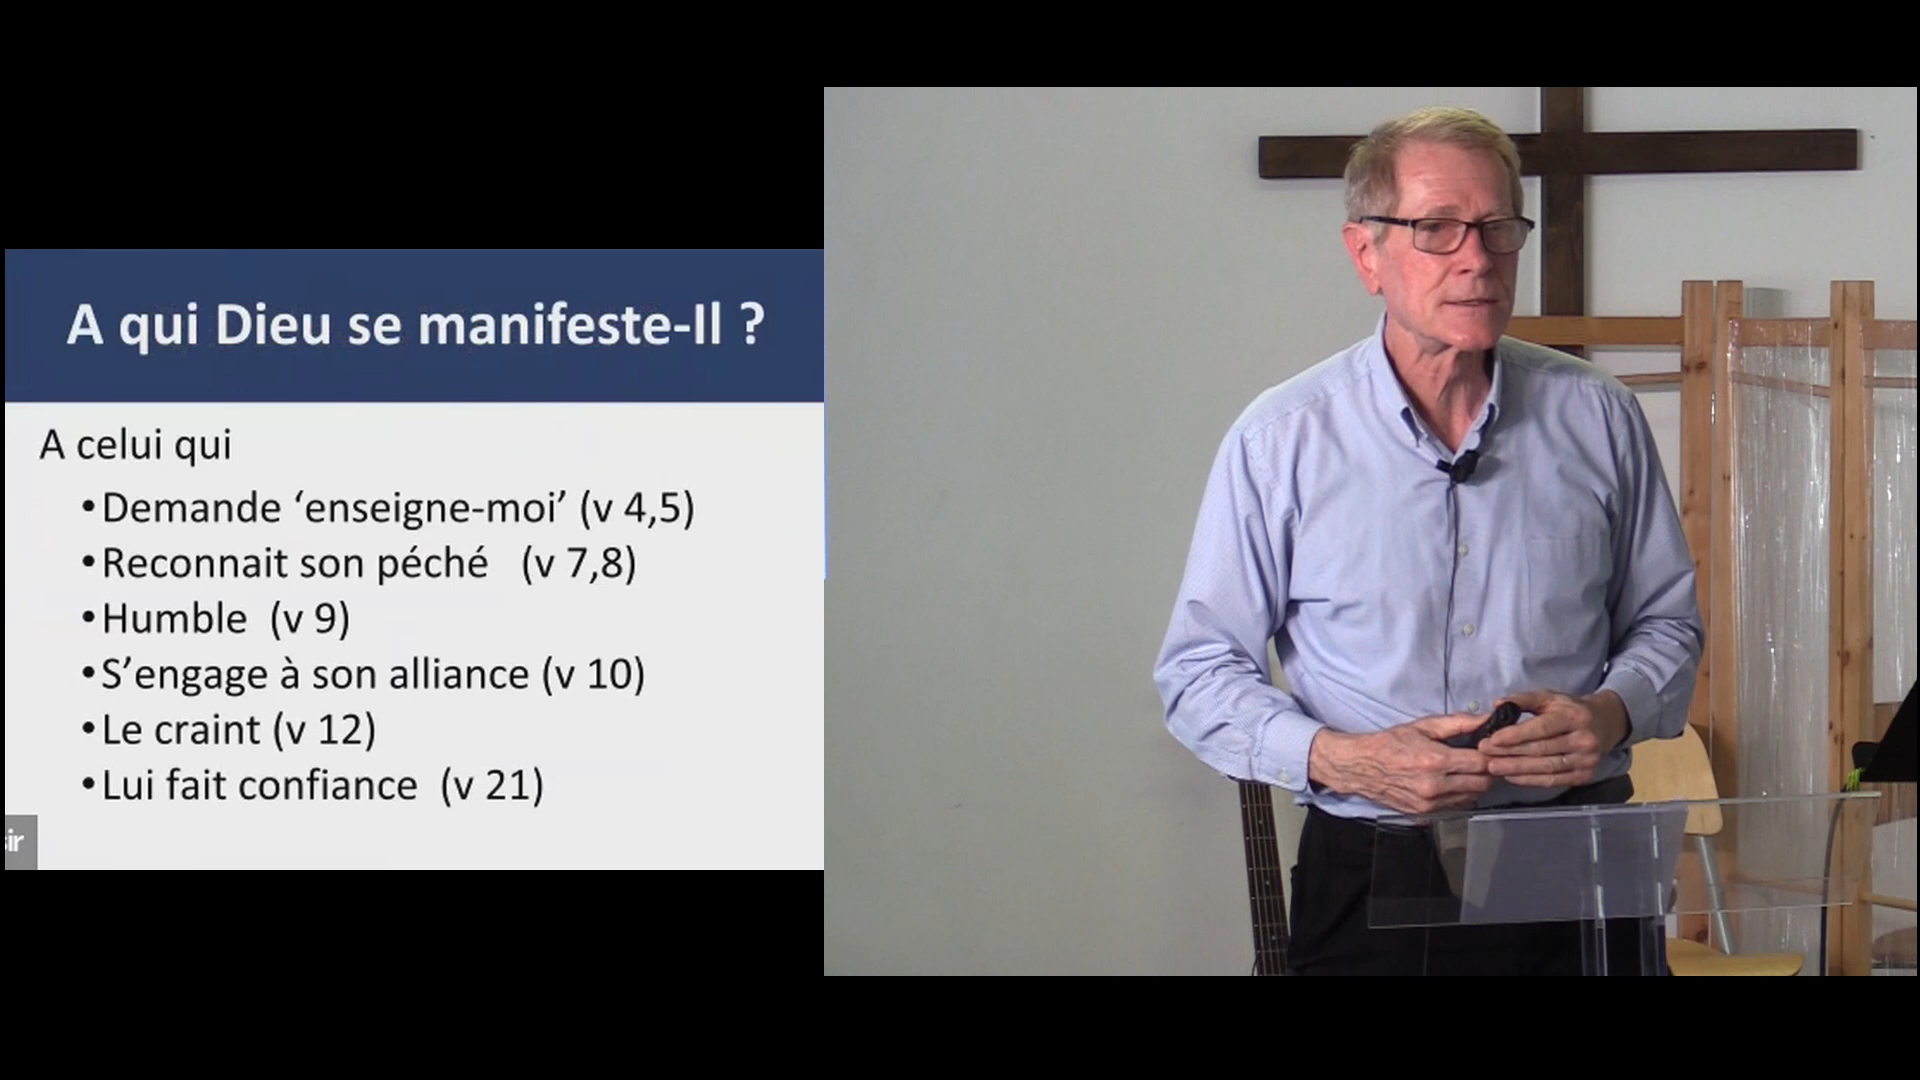 A qui Dieu se manifeste-Il ?
A celui qui
•Demande ‘enseigne-moi’ (v 4,5)
•Reconnait son péché (v 7,8)
•Humble (v 9)
•S’engage à son alliance (v 10)
•Le craint (v 12)
•Lui fait confiance (v 21)
sir